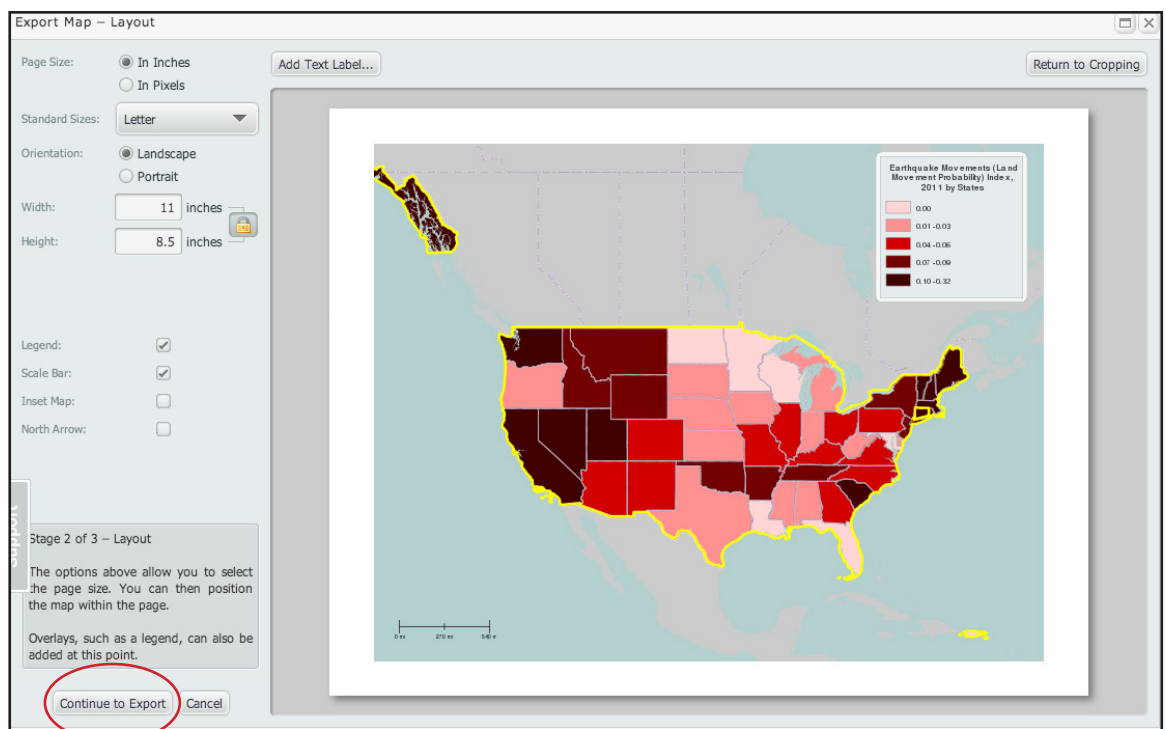 Export Map – Layout
Page Size:
In Inches
In Pixels
Standard Sizes:
Letter
Orientation:
Landscape
Portrait
Width:
11 inches
Height:
8.5 inches
Legend:
Scale Bar:
Inset Map:
North Arrow:
Support
Stage 2 of 3 – Layout
The options above allow you to select
the page size. You can then position
the map within the page.
Overlays, such as a legend, can also be
added at this point.
Continue to Export
Cancel
Add Text Label...
Return to Cropping
Earthquake Movements (Land
Movement Probability) Index,
2011 by States
0.00
0.01 -0.03
0.04 -0.06
0.07 -0.09
0.10 -0.32
0 mi 270 mi 540 m